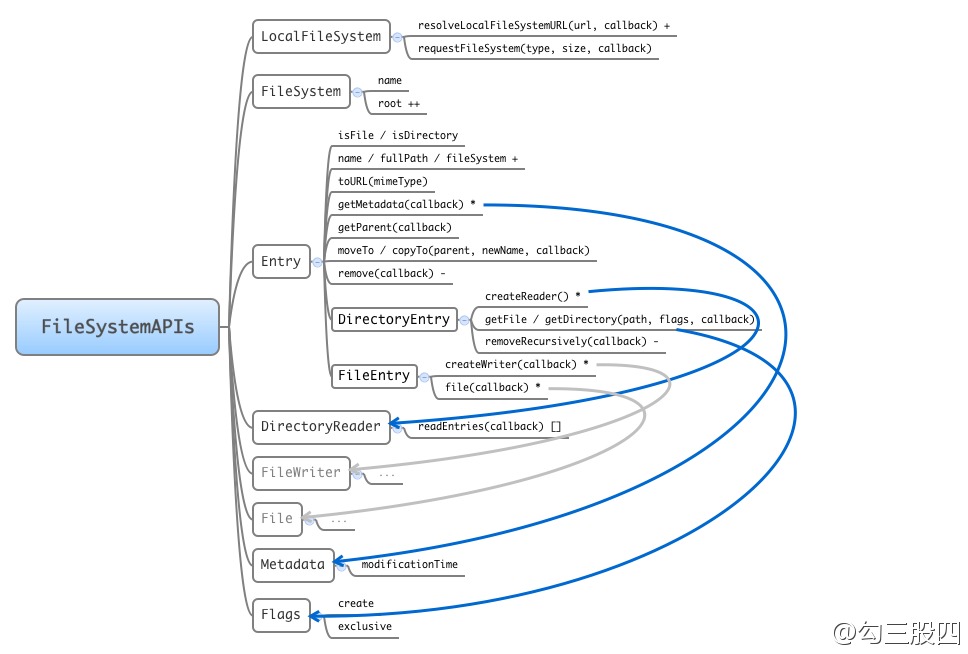 FileSystemAPIs
LocalFileSystem
resolveLocalFileSystemURL(url, callback) +
requestFileSystem(type, size, callback)
FileSystem
name
root ++
Entry
isFile / isDirectory
name / fullPath / fileSystem +
toURL(mimeType)
getMetadata(callback) *
getParent(callback)
moveTo / copyTo(parent, newName, callback)
remove(callback) -
DirectoryEntry
createReader() *
getFile / getDirectory(path, flags, callback)
removeRecursively(callback) -
FileEntry
createWriter(callback) *
file(callback) *
DirectoryReader
readEntries(callback) []
FileWriter
...
File
...
Metadata
modificationTime
Flags
create
exclusive
@勾三股四